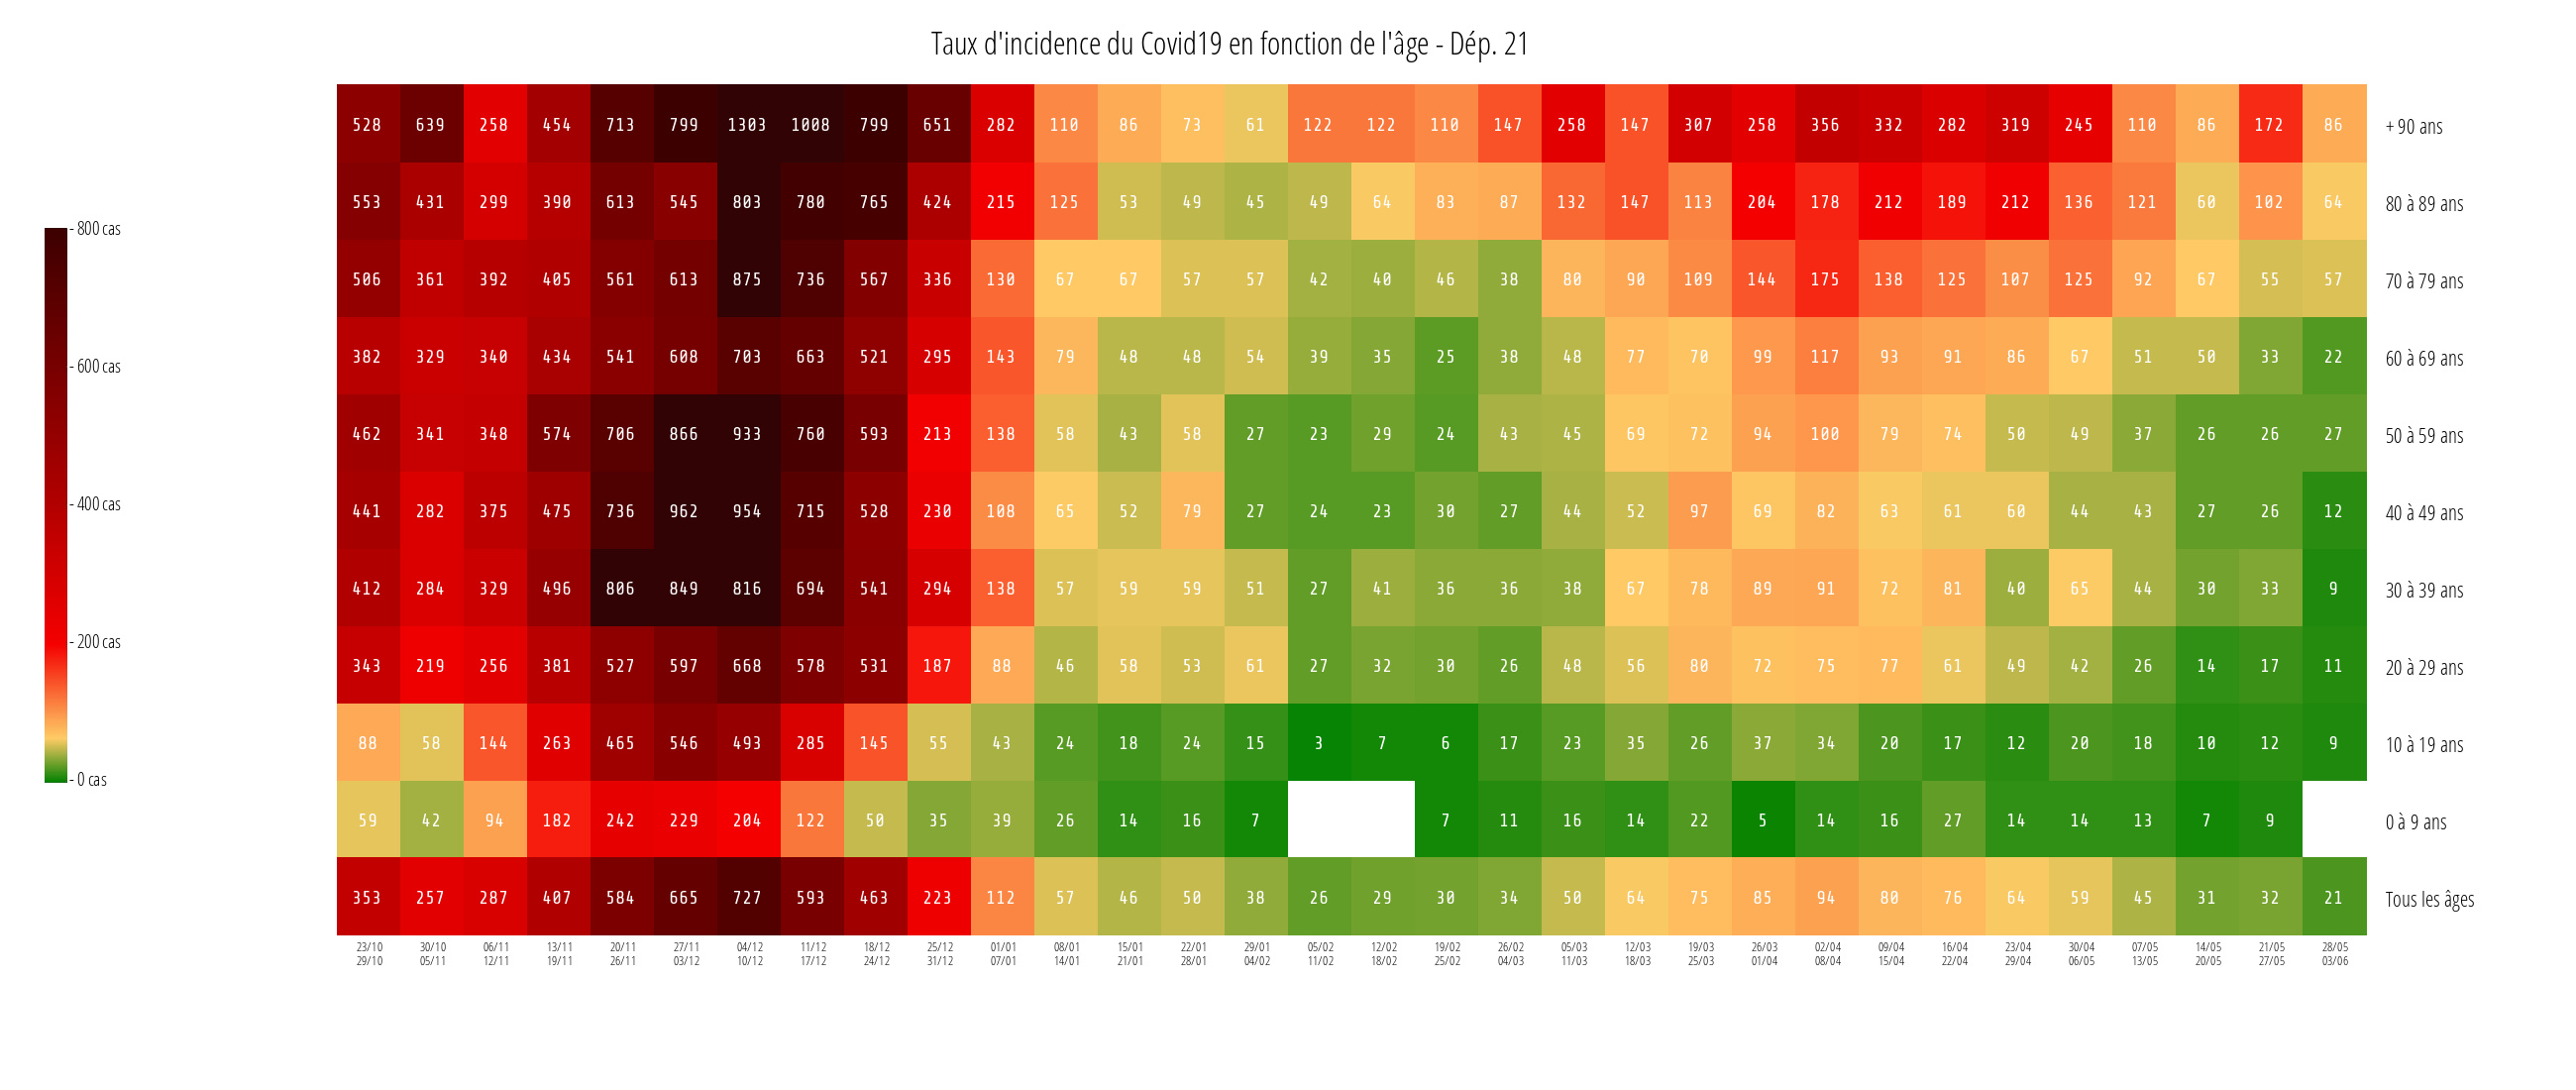 Taux d'incidence du Covid19 en fonction de l'âge - Dép. 21
- 800 cas
- 600 cas
- 400 cas
- 200 cas
- 0 cas
528 639 258 454 713 799 1303 1008 799 651 282 110 86 73 61 122 122 110 147 258 147 307 258 356 332 282 319 245 110 86 172 86 + 90 ans
553 431 299 390 613 545 803 780 765 424 215 125 53 49 45 49 64 83 87 132 147 113 204 178 212 189 212 136 121 60 102 64 80 à 89 ans
506 361 392 405 561 613 875 736 567 336 130 67 67 57 57 42 40 46 38 80 90 109 144 175 138 125 107 125 92 67 55 57 70 à 79 ans
382 329 340 434 541 608 703 663 521 295 143 79 48 48 54 39 35 25 38 48 77 70 99 117 93 91 86 67 51 50 33 22 60 à 69 ans
462 341 348 574 706 866 933 760 593 213 138 58 43 58 27 23 29 24 43 45 69 72 94 100 79 74 50 49 37 26 26 27 50 à 59 ans
441 282 375 475 736 962 954 715 528 230 108 65 52 79 27 24 23 30 27 44 52 97 69 82 63 61 60 44 43 27 26 12 40 à 49 ans
412 284 329 496 806 849 816 694 541 294 138 57 59 59 51 27 41 36 36 38 67 78 89 91 72 81 40 65 44 30 33 9 30 à 39 ans
343 219 256 381 527 597 668 578 531 187 88 46 58 53 61 27 32 30 26 48 56 80 72 75 77 61 49 42 26 14 17 11 20 à 29 ans
88 58 144 263 465 546 493 285 145 55 43 24 18 24 15 3 7 6 17 23 35 26 37 34 20 17 12 20 18 10 12 9 10 à 19 ans
59 42 94 182 242 229 204 122 50 35 39 26 14 16 7 7 11 16 14 22 5 14 16 27 14 14 13 7 9 0 à 9 ans
353 257 287 407 584 665 727 593 463 223 112 57 46 50 38 26 29 30 34 50 64 75 85 94 80 76 64 59 45 31 32 21 Tous les âges
23/10 30/10 06/11 13/11 20/11 27/11 04/12 11/12 18/12 25/12 01/01 08/01 15/01 22/01 29/01 05/02 12/02 19/02 26/02 05/03 12/03 19/03 26/03 02/04 09/04 16/04 23/04 30/04 07/05 14/05 21/05 28/05
29/10 05/11 12/11 19/11 26/11 03/12 10/12 17/12 24/12 31/12 07/01 14/01 21/01 28/01 04/02 11/02 18/02 25/02 04/03 11/03 18/03 25/03 01/04 08/04 15/04 22/04 29/04 06/05 13/05 20/05 27/05 03/06